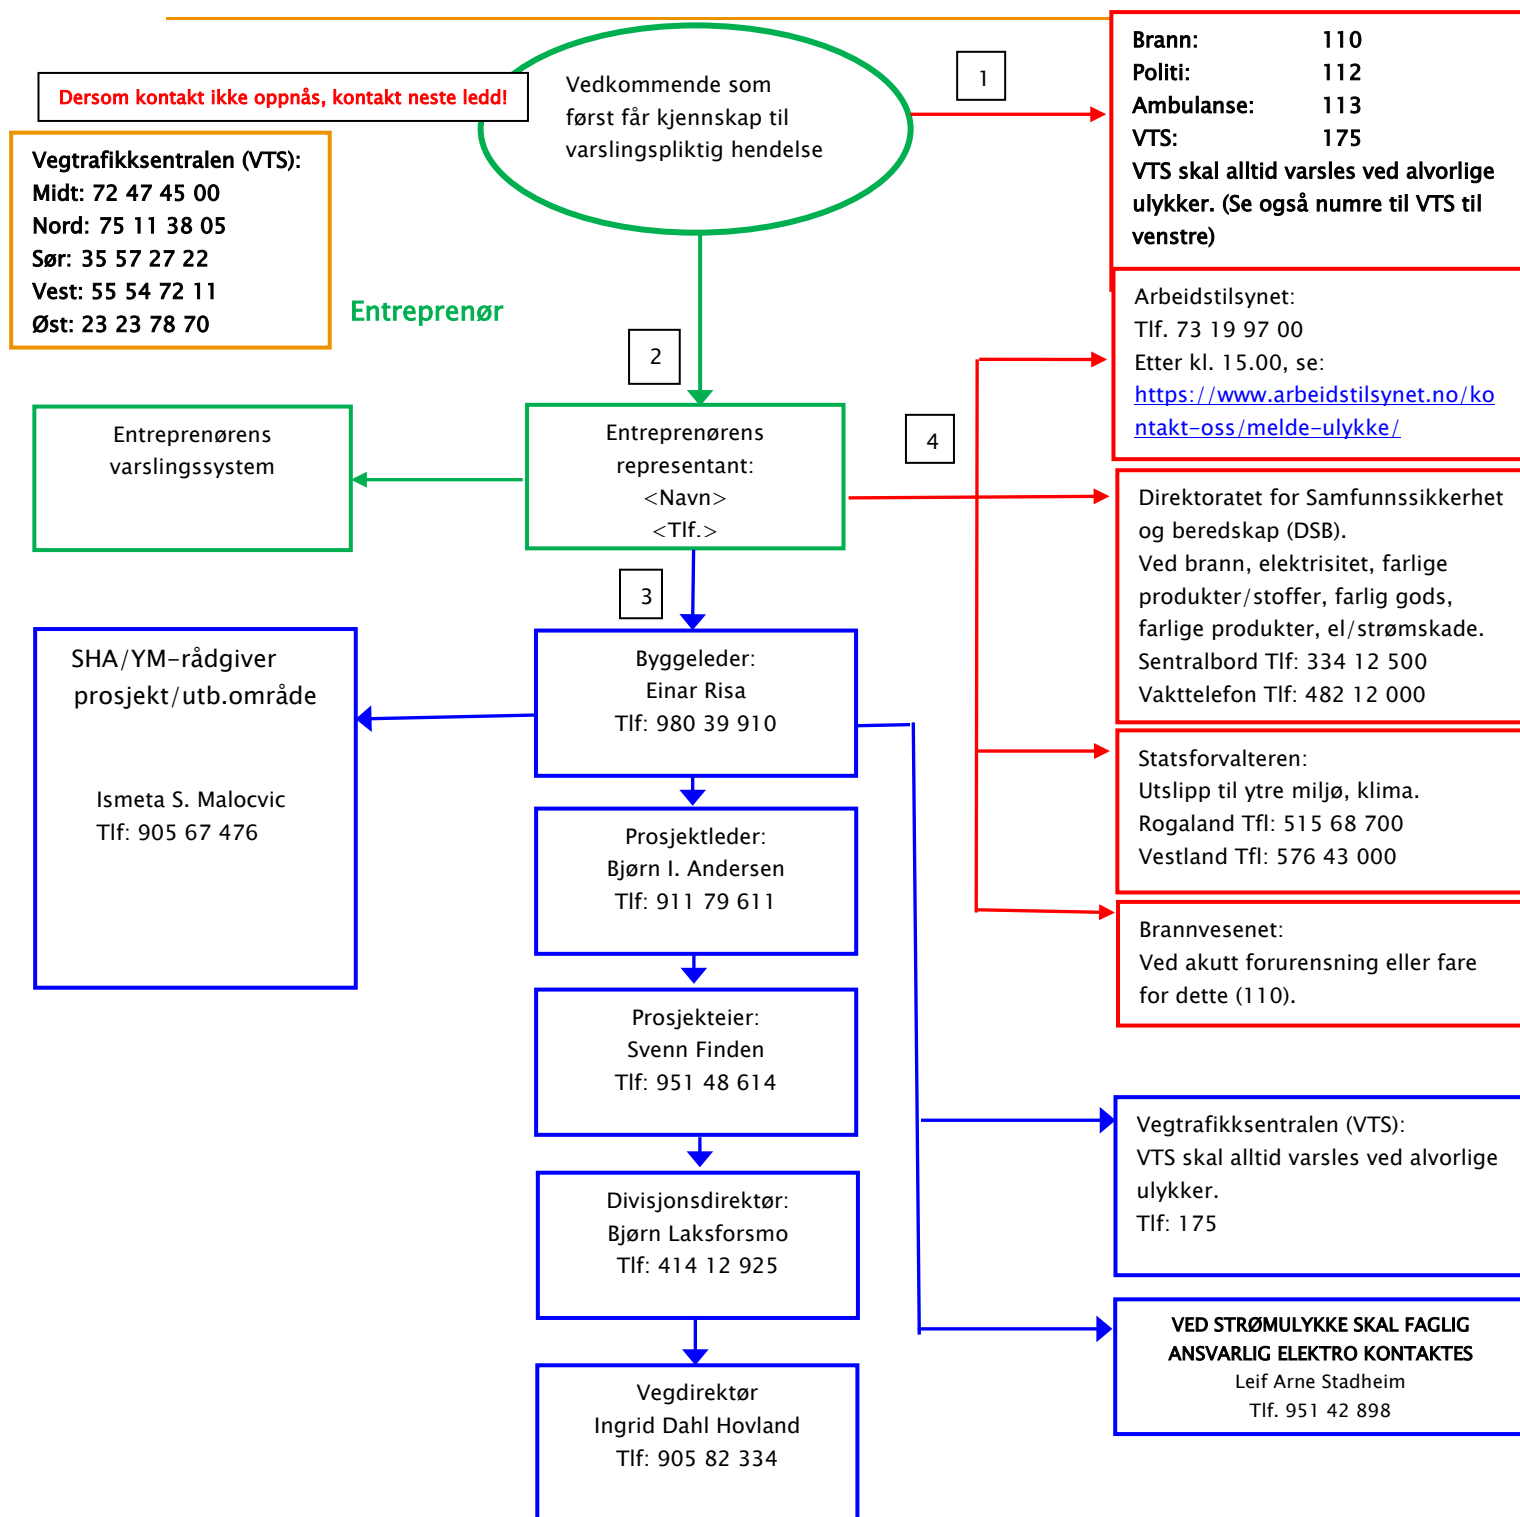 Dersom kontakt ikke oppnås, kontakt neste ledd!
Vedkommende som
først får kjennskap til
varslingspliktig hendelse
1
Brann: 110
Politi: 112
Ambulanse: 113
VTS: 175
VTS skal alltid varsles ved alvorlige
ulykker. (Se også numre til VTS til
venstre)
Vegtrafikksentralen (VTS):
Midt: 72 47 45 00
Nord: 75 11 38 05
Sør: 35 57 27 22
Vest: 55 54 72 11
Øst: 23 23 78 70
Entreprenør
2
Arbeidstilsynet:
Tlf. 73 19 97 00
Etter kl. 15.00, se:
https://www.arbeidstilsynet.no/ko
ntakt-oss/melde-ulykke/
Entreprenørens
varslingssystem
Entreprenørens
representant:
<Navn>
<Tlf.>
4
Direktoratet for Samfunnssikkerhet
og beredskap (DSB).
Ved brann, elektrisitet, farlige
produkter/stoffer, farlig gods,
farlige produkter, el/strømskade.
Sentralbord Tlf: 334 12 500
Vakttelefon Tlf: 482 12 000
3
SHA/YM-rådgiver
prosjekt/utb.område
Ismeta S. Malocvic
Tlf: 905 67 476
Byggeleder:
Einar Risa
Tlf: 980 39 910
Statsforvalteren:
Utslipp til ytre miljø, klima.
Rogaland Tfl: 515 68 700
Vestland Tfl: 576 43 000
Prosjektleder:
Bjørn I. Andersen
Tlf: 911 79 611
Brannvesenet:
Ved akutt forurensning eller fare
for dette (110).
Prosjekteier:
Svenn Finden
Tlf: 951 48 614
Vegtrafikksentralen (VTS):
VTS skal alltid varsles ved alvorlige
ulykker.
Tlf: 175
Divisjonsdirektør:
Bjørn Laksforsmo
Tlf: 414 12 925
VED STRØMULYKKE SKAL FAGLIG
ANSVARLIG ELEKTRO KONTAKTES
Leif Arne Stadheim
Tlf. 951 42 898
Vegdirektør
Ingrid Dahl Hovland
Tlf: 905 82 334